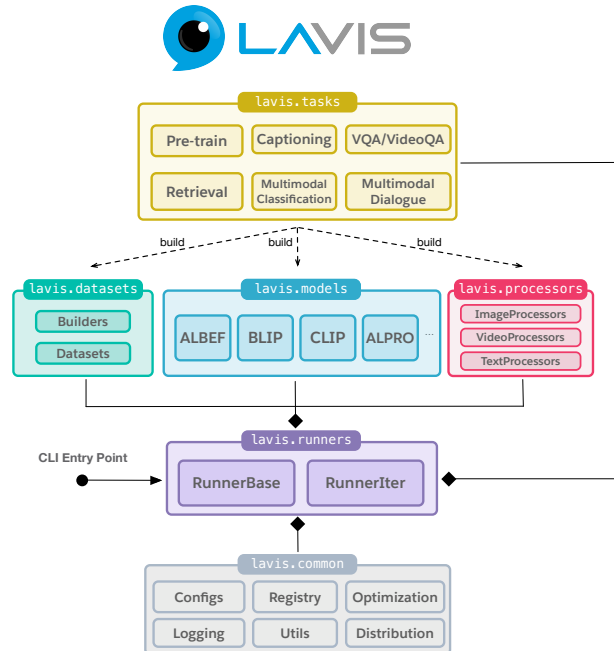 LAVIS
lavis.tasks
Pre-train
Captioning
VQA/VideoQA
Retrieval
Multimodal
Classification
Multimodal
Dialogue
build
build
build
lavis.datasets
Builders
Datasets
lavis.models
ALBEF
BLIP
CLIP
ALPRO
...
lavis.processors
ImageProcessors
VideoProcessors
TextProcessors
CLI Entry Point
lavis.runners
RunnerBase
RunnerIter
lavis.common
Configs
Registry
Optimization
Logging
Utils
Distribution